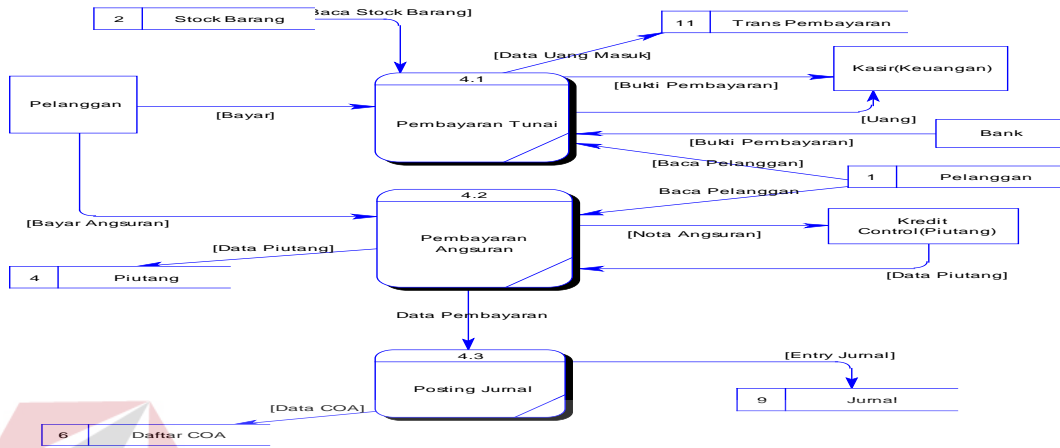 2 Stock Barang
Baca Stock Barang]
11 Trans Pembayaran
[Data Uang Masuk]
4.1
Pembayaran Tunai
Kasir(Keuangan)
[Bukti Pembayaran]
Pelanggan
[Bayar]
[Uang]
[Bukti Pembayaran]
Bank
[Baca Pelanggan]
1 Pelanggan
Baca Pelanggan
4.2
Pembayaran
Angsuran
[Bayar Angsuran]
[Nota Angsuran]
Kredit
Control(Piutang)
[Data Piutang]
4 Piutang
[Data Piutang]
Data Pembayaran
4.3
Posting Jurnal
[Entry Jurnal]
9 Jurnal
[Data COA]
6 Daftar COA